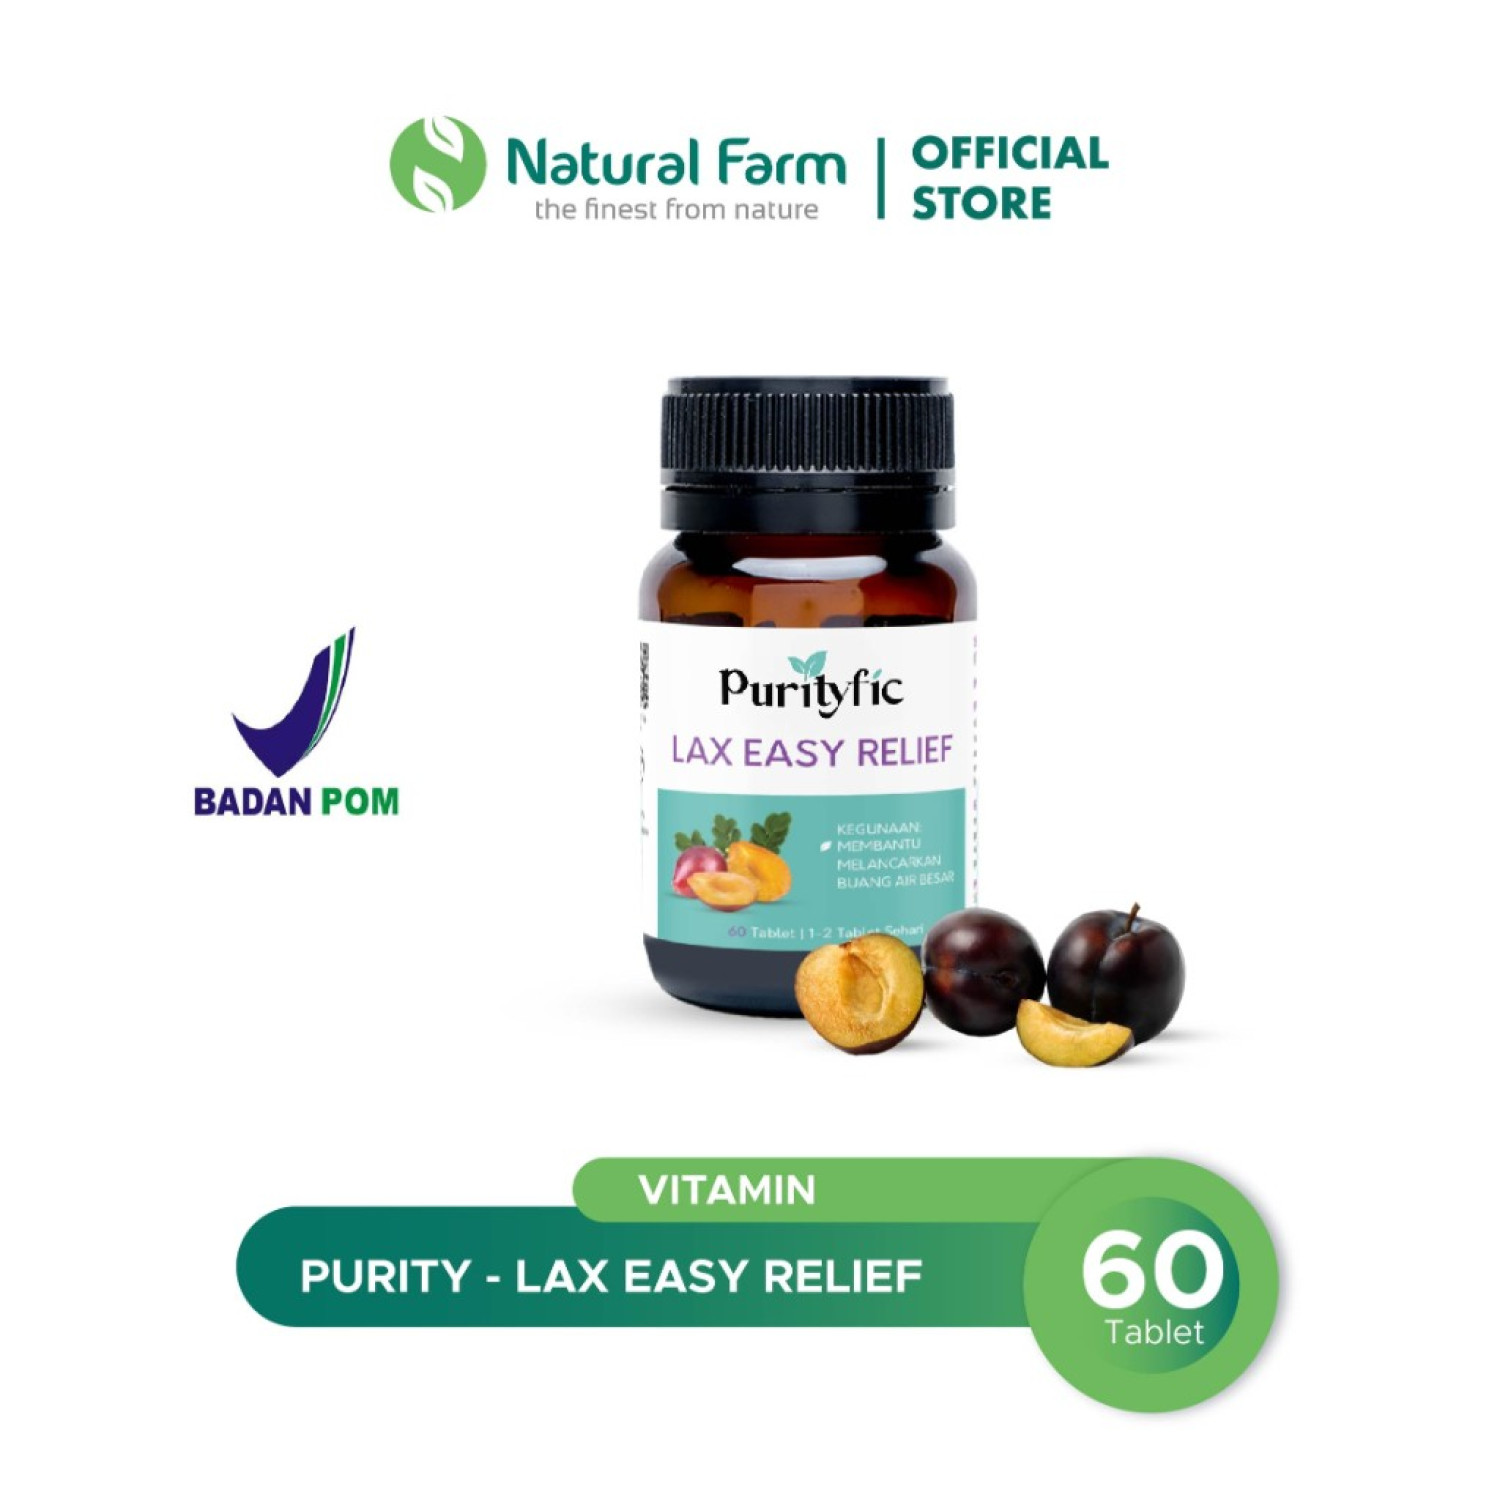 Natural Farm
the finest from nature
OFFICIAL
STORE
Purityfic
LAX EASY RELIEF
KEGUNAAN:
MEMBANTU
MELANCARKAN
BUANG AIR BESAR
60 Tablet | 1-2 Tablet Sehari
BADAN POM
VITAMIN
PURITY - LAX EASY RELIEF
60
Tablet